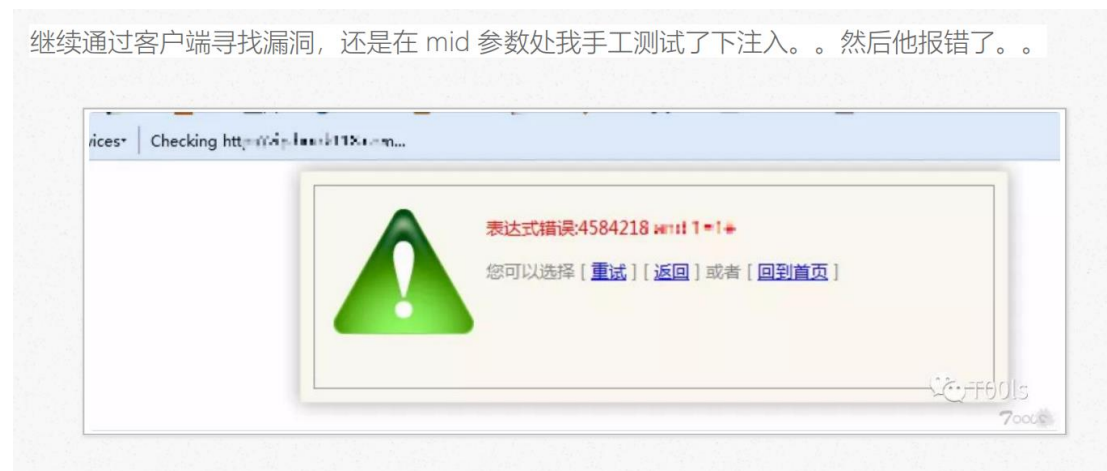 继续通过客户端寻找漏洞，还是在 mid 参数处我手工测试了下注入。。然后他报错了。。
Checking
表达式错误:4584218
您可以选择 [ 重试 ] [ 返回 ] 或者 [ 回到首页 ]
T00ls